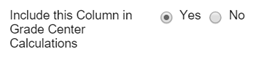 Include this Column in Yes No
Grade Center
Calculations